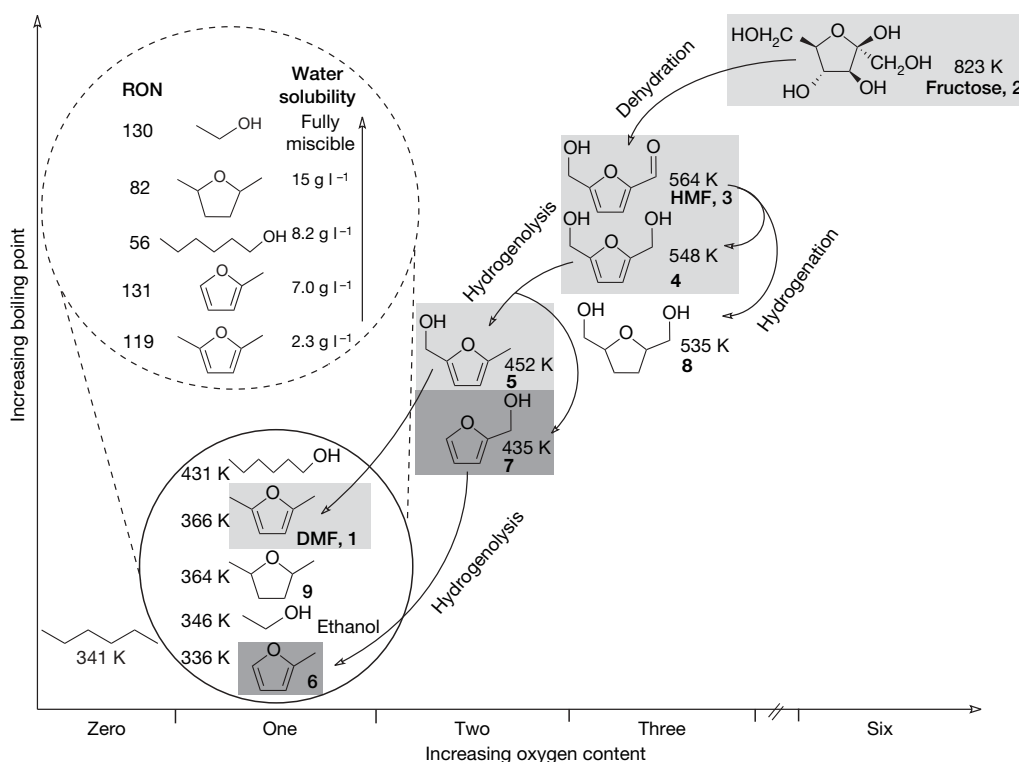 Increasing boiling point
RON
Water
solubility
130
OH
Fully
miscible
82
O
15 g l⁻¹
56
OH
8.2 g l⁻¹
131
O
7.0 g l⁻¹
119
O
2.3 g l⁻¹
HOH₂C
O
OH
CH₂OH
HO
OH
823 K
Fructose, 2
Dehydration
OH
O
O
564 K
HMF, 3
OH
OH
O
548 K
4
Hydrogenation
Hydrogenolysis
OH
OH
O
535 K
8
OH
O
452 K
5
OH
O
435 K
7
Hydrogenolysis
431 K
OH
366 K
O
DMF, 1
364 K
O
9
346 K
OH
Ethanol
336 K
O
6
341 K
Zero
One
Two
Three
Six
Increasing oxygen content